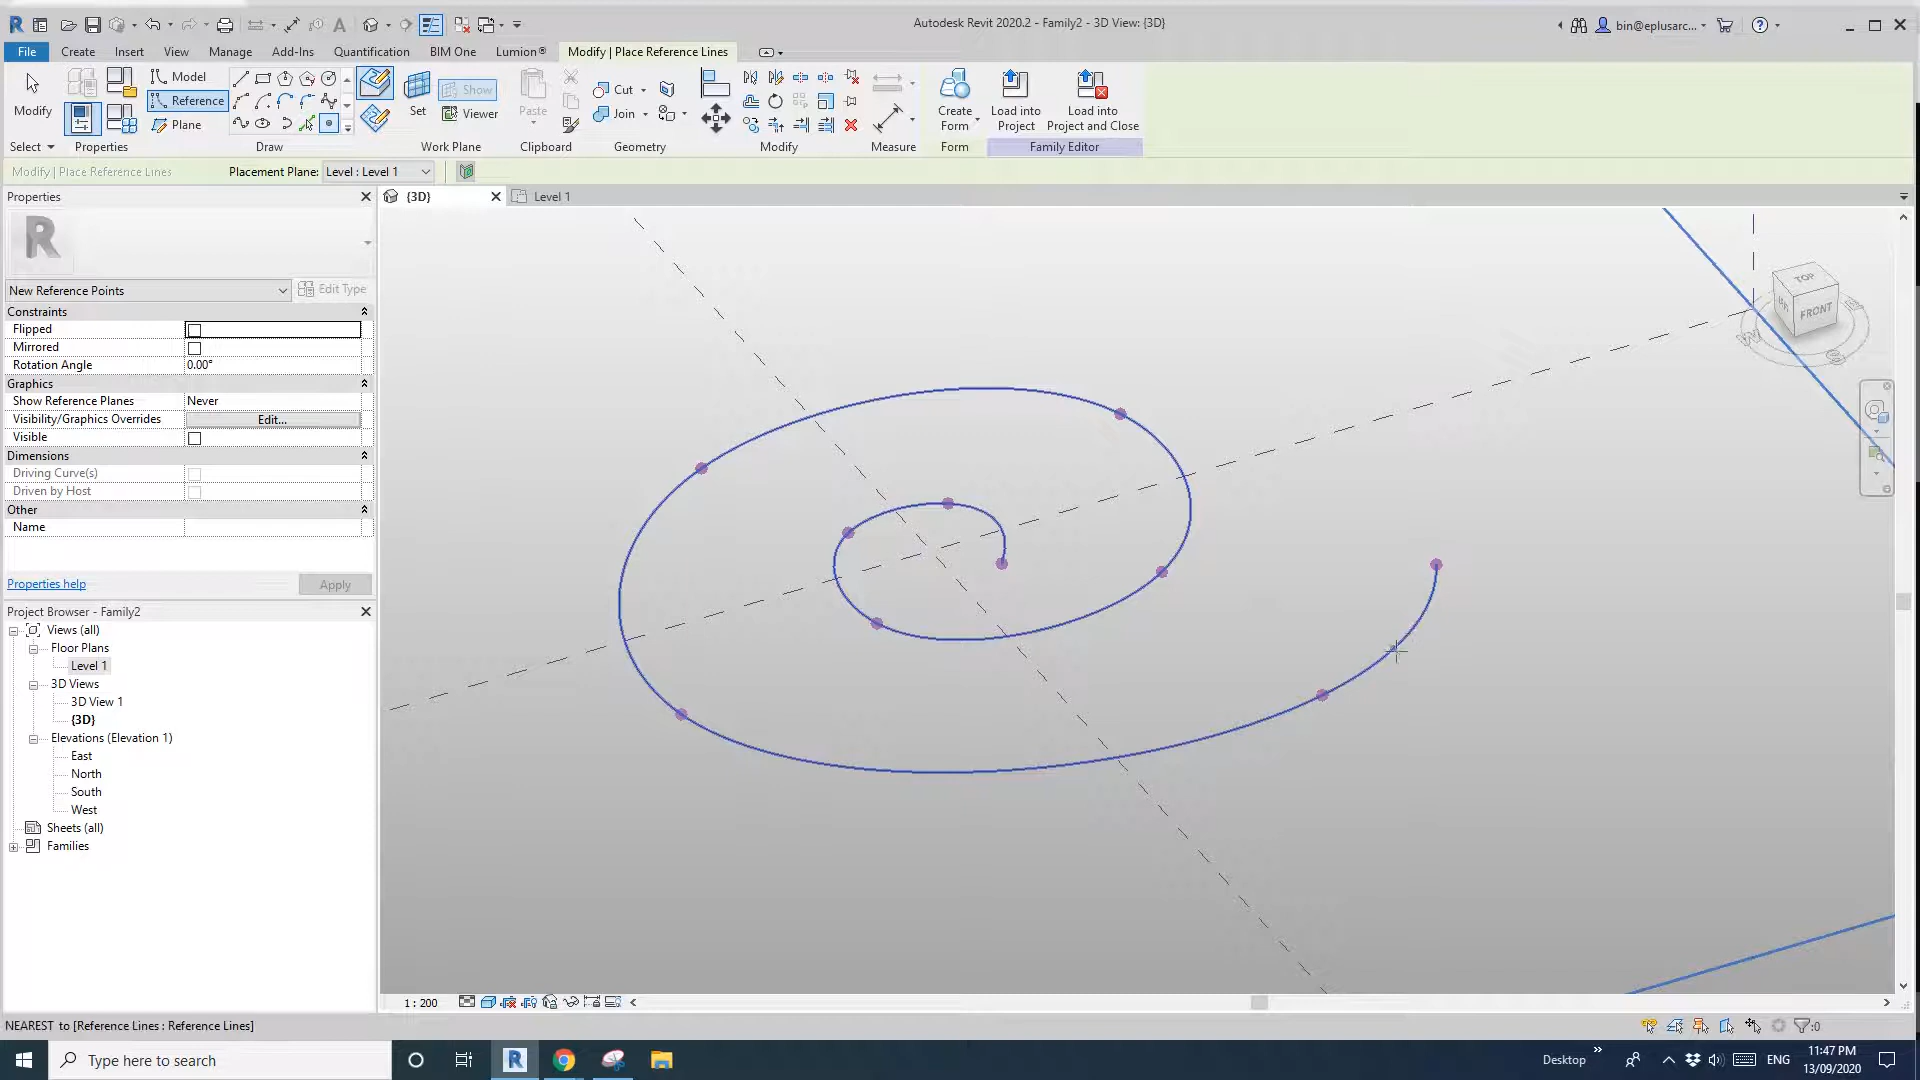 Autodesk Revit 2020.2 - Family2 - 3D View: {3D}
bin@eplusarc...
File Create Insert View Manage Add-Ins Quantification BIM One Lumion® Modify | Place Reference Lines
Modify
Model
Reference
Plane
Set
Show
Viewer
Paste
Cut
Join
Create Form
Load into Project
Load into Project and Close
Select Properties Draw Work Plane Clipboard Geometry Modify Measure Form Family Editor
Modify | Place Reference Lines Placement Plane: Level : Level 1
Properties
{3D} Level 1
R
New Reference Points Edit Type
Constraints
Flipped
Mirrored
Rotation Angle 0.00°
Graphics
Show Reference Planes Never
Visibility/Graphics Overrides Edit...
Visible
Dimensions
Driving Curve(s)
Driven by Host
Other
Name
Properties help Apply
Project Browser - Family2
Views (all)
Floor Plans
Level 1
3D Views
3D View 1
{3D}
Elevations (Elevation 1)
East
North
South
West
Sheets (all)
Families
TOP
FRONT
W
S
1 : 200
NEAREST to [Reference Lines : Reference Lines]
:0
Type here to search
Desktop
ENG
11:47 PM
13/09/2020